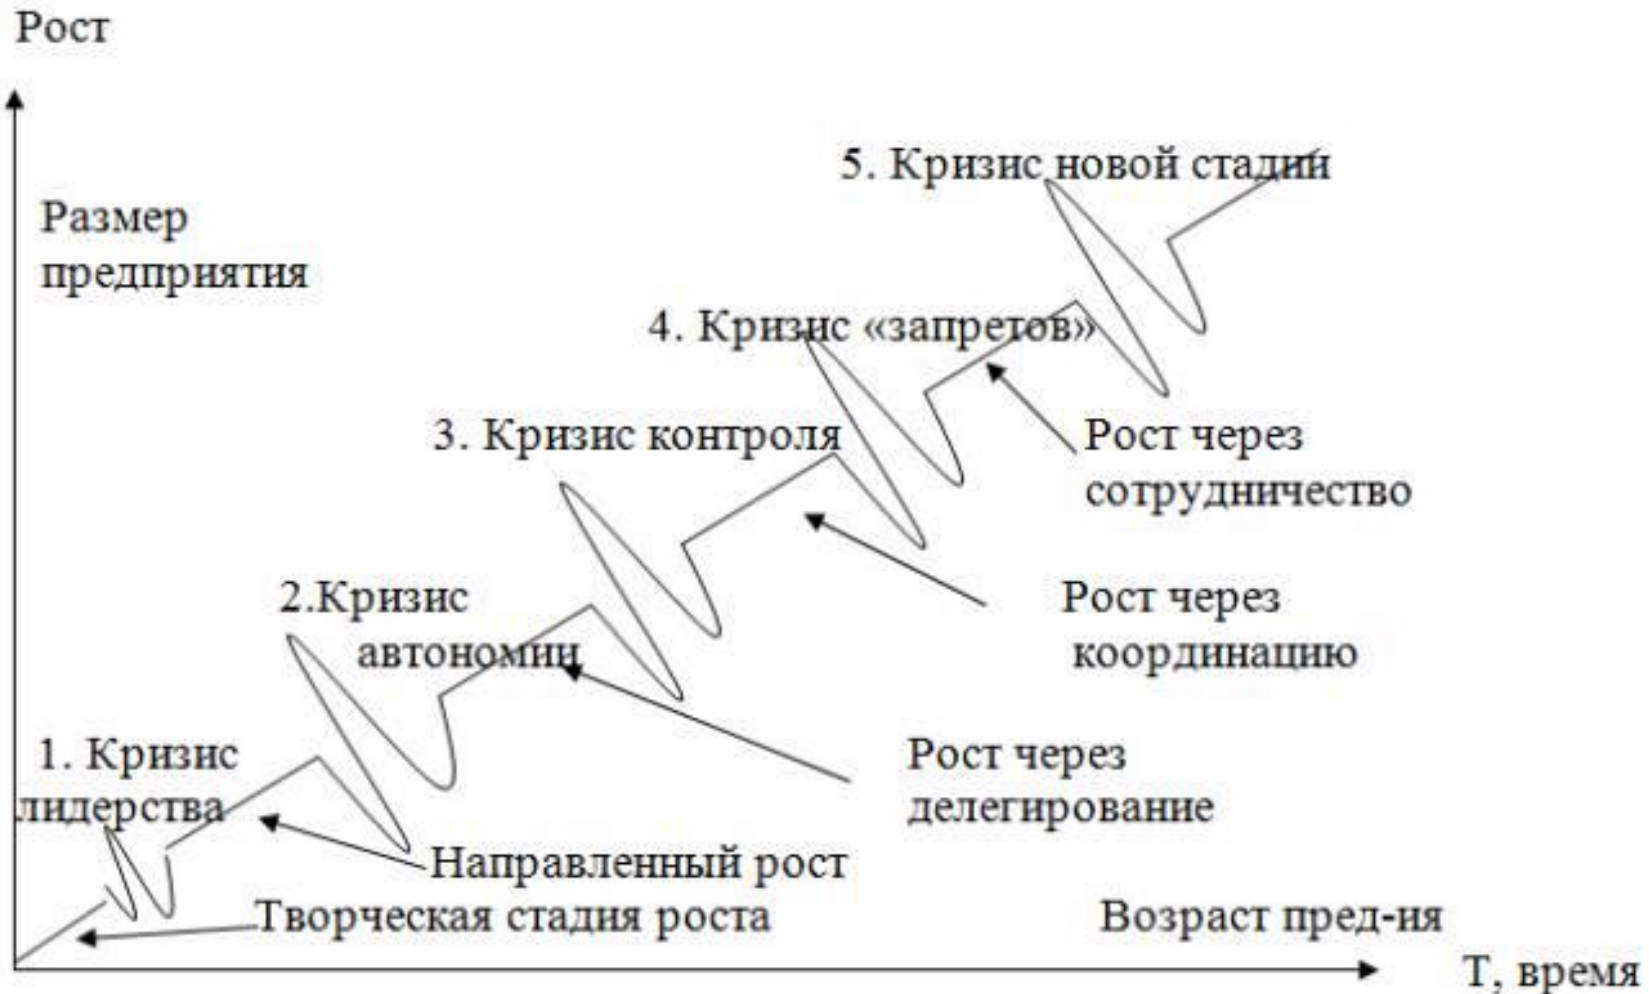 Рост
5. Кризис новой стадии
Размер
предприятия
4. Кризис «запретов»
3. Кризис контроля
Рост через
сотрудничество
2.Кризис
автономии
Рост через
координацию
1. Кризис
лидерства
Рост через
делегирование
Направленный рост
Творческая стадия роста
Возраст пред-ия
Т, время